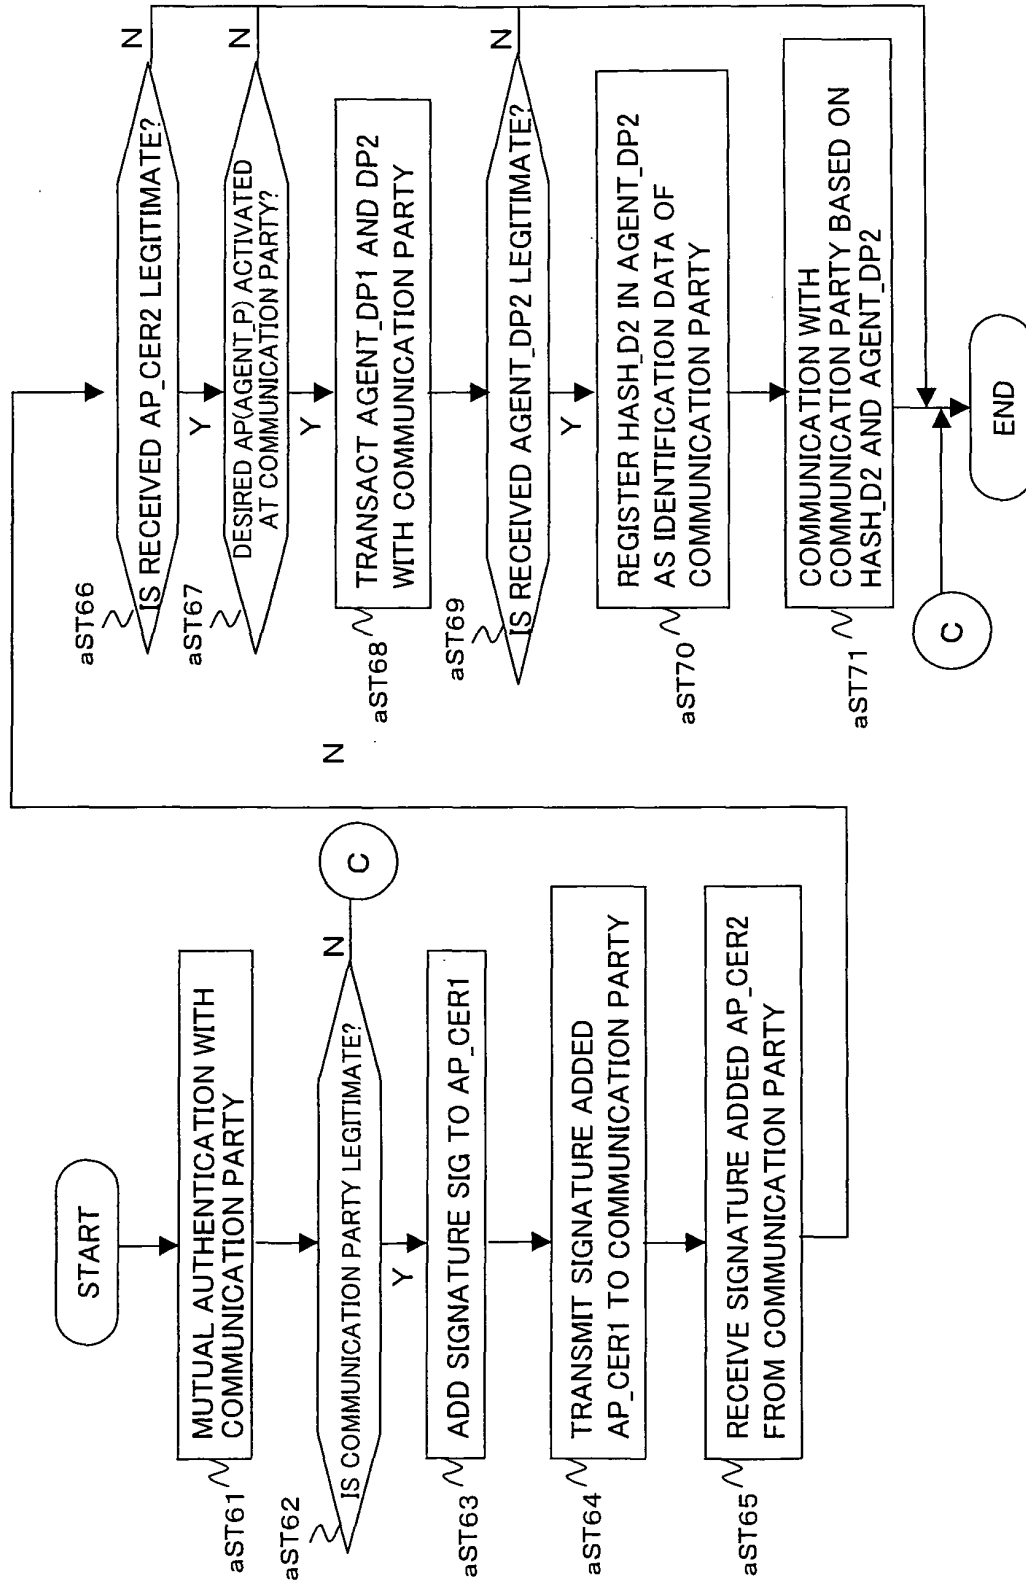 START
aST61
MUTUAL AUTHENTICATION WITH
COMMUNICATION PARTY
aST62
IS COMMUNICATION PARTY LEGITIMATE?
N
C
Y
aST63
ADD SIGNATURE SIG TO AP_CER1
aST64
TRANSMIT SIGNATURE ADDED
AP_CER1 TO COMMUNICATION PARTY
aST65
RECEIVE SIGNATURE ADDED AP_CER2
FROM COMMUNICATION PARTY
N
aST66
IS RECEIVED AP_CER2 LEGITIMATE?
N
Y
aST67
DESIRED AP(AGENT_P) ACTIVATED
AT COMMUNICATION PARTY?
N
Y
aST68
TRANSACT AGENT_DP1 AND DP2
WITH COMMUNICATION PARTY
aST69
IS RECEIVED AGENT_DP2 LEGITIMATE?
N
Y
aST70
REGISTER HASH_D2 IN AGENT_DP2
AS IDENTIFICATION DATA OF
COMMUNICATION PARTY
aST71
COMMUNICATION WITH
COMMUNICATION PARTY BASED ON
HASH_D2 AND AGENT_DP2
C
END